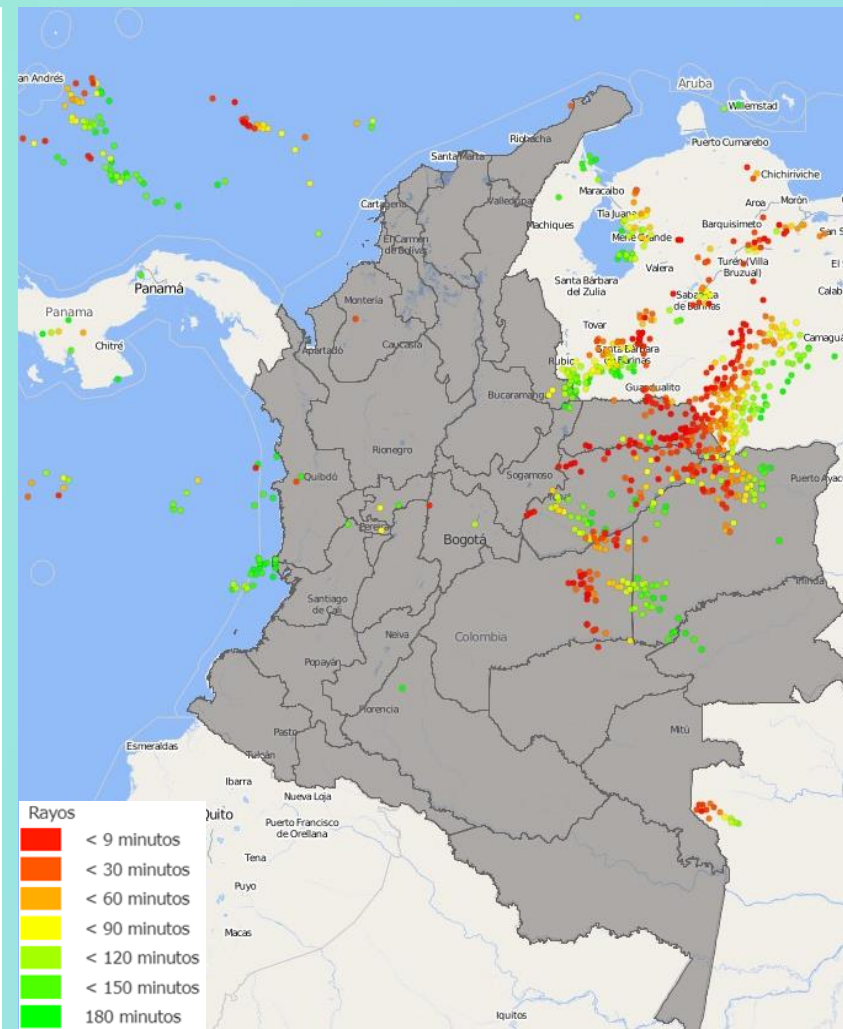 an Andrés
Aruba
Willemstad
Riohacha
Puerto Cumarebo
Santa Marta
Chichiriviche
Maracaibo
Cartagena
Valledupar
Tía Juana
Aroa
Morón
Machiques
Barquisimeto
El Carmen
de Bolívar
Mene Grande
San S
Turén (Villa
Bruzual)
Valera
El
Panamá
Santa Bárbara
del Zulia
Sabaneta
de Barinas
Calab
Panama
Montería
Tovar
Chitré
Caucasia
Camagua
Apartadó
Santa Bárbara
de Barinas
Rubio
Guasdualito
Bucaramanga
Rionegro
Quibdó
Sogamoso
Puerto Ayacu
Pereira
Bogotá
Inírida
Santiago
de Cali
Neiva
Colombia
Popayán
Florencia
Mitú
Pasto
Esmeraldas
Tulcán
Ibarra
Nueva Loja
Rayos
Quito
Puerto Francisco
de Orellana
< 9 minutos
Tena
< 30 minutos
Puyo
< 60 minutos
Macas
< 90 minutos
< 120 minutos
< 150 minutos
180 minutos
Iquitos